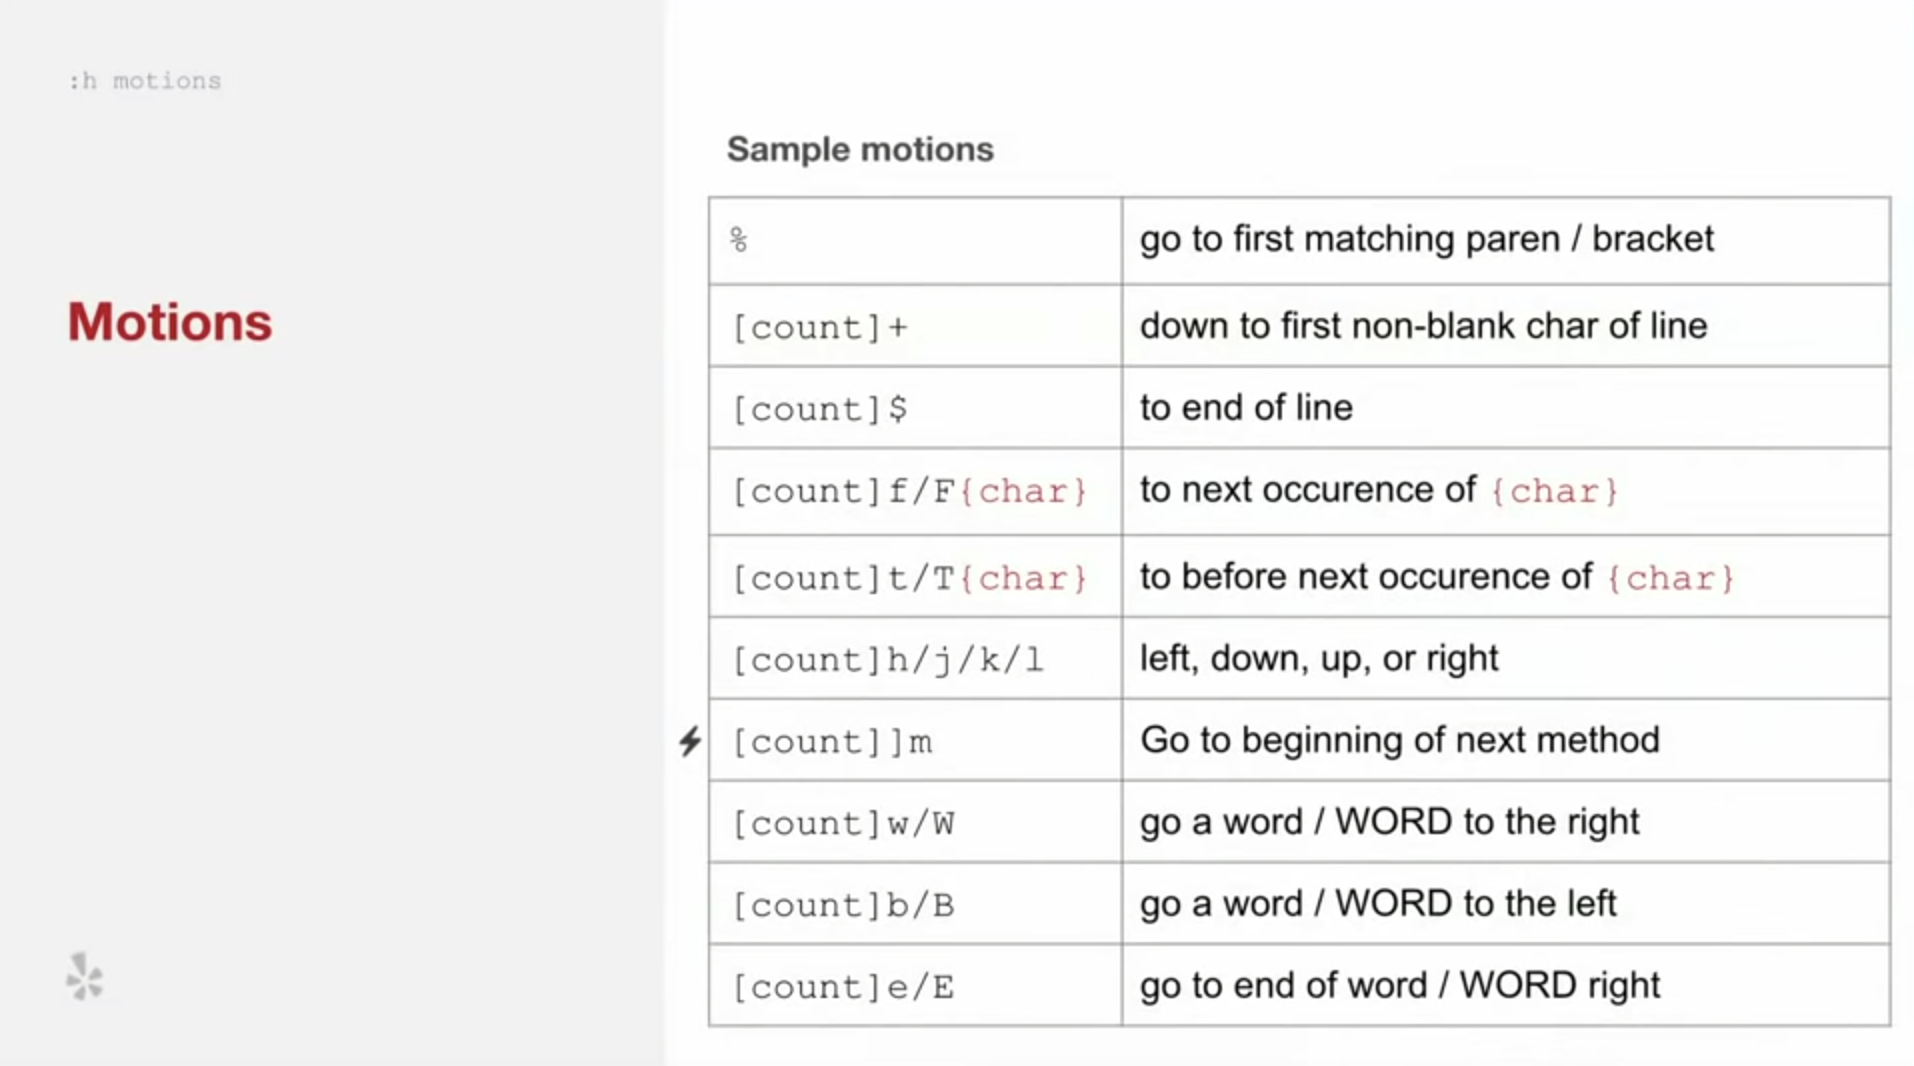 :h motions
Motions
Sample motions
% go to first matching paren / bracket
[count]+ down to first non-blank char of line
[count]$ to end of line
[count]f/F{char} to next occurence of {char}
[count]t/T{char} to before next occurence of {char}
[count]h/j/k/l left, down, up, or right
[count]]m Go to beginning of next method
[count]w/W go a word / WORD to the right
[count]b/B go a word / WORD to the left
[count]e/E go to end of word / WORD right